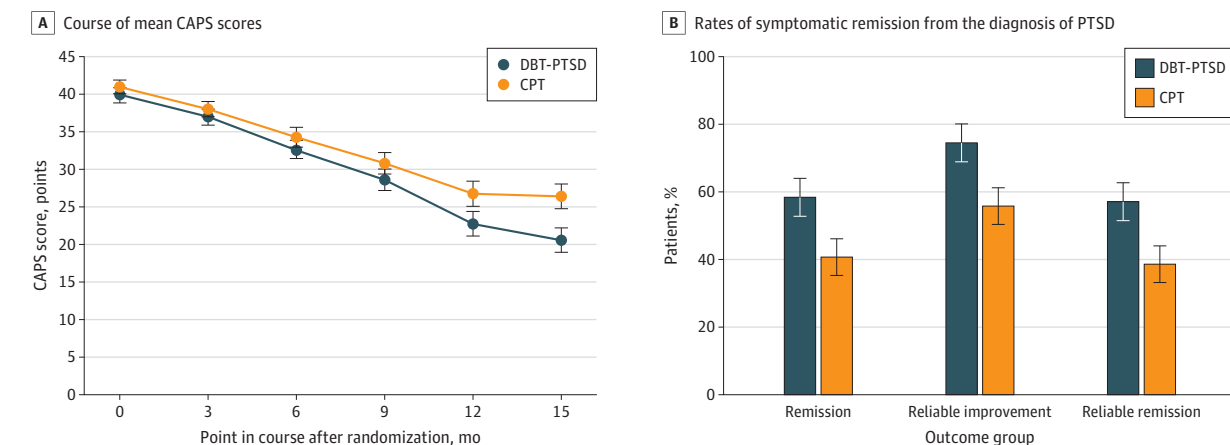 A Course of mean CAPS scores
45
40
35
30
25
20
15
10
5
0
CAPS score, points
DBT-PTSD
CPT
0 3 6 9 12 15
Point in course after randomization, mo
B Rates of symptomatic remission from the diagnosis of PTSD
100
80
60
40
20
0
Patients, %
DBT-PTSD
CPT
Remission Reliable improvement Reliable remission
Outcome group